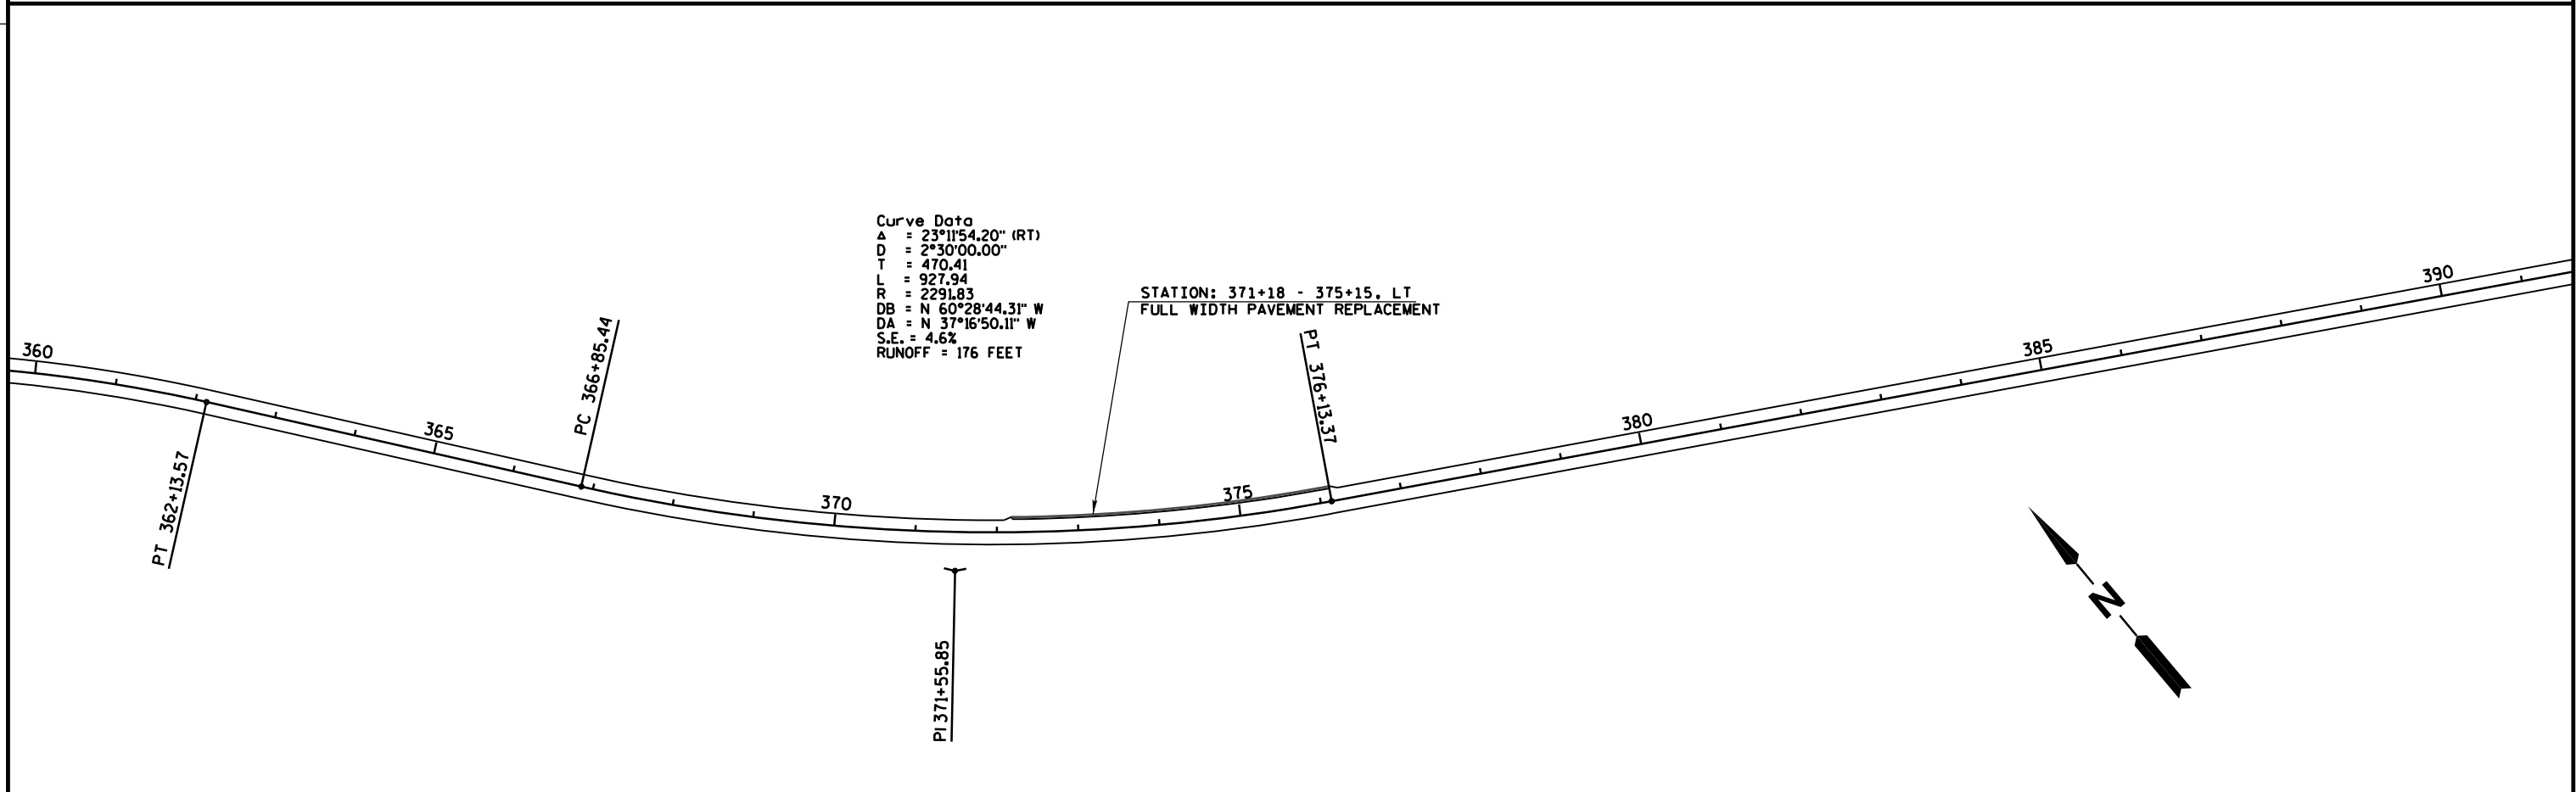 Curve Data
Δ = 23°11'54.20" (RT)
D = 2°30'00.00"
T = 470.41
L = 927.94
R = 2291.83
DB = N 60°28'44.31" W
DA = N 37°16'50.11" W
S.E. = 4.6%
RUNOFF = 176 FEET
STATION: 371+18 - 375+15, LT
FULL WIDTH PAVEMENT REPLACEMENT
360
PT 362+13.57
365
PC 366+85.44
370
PI 371+55.85
375
PT 376+13.37
380
385
390
N